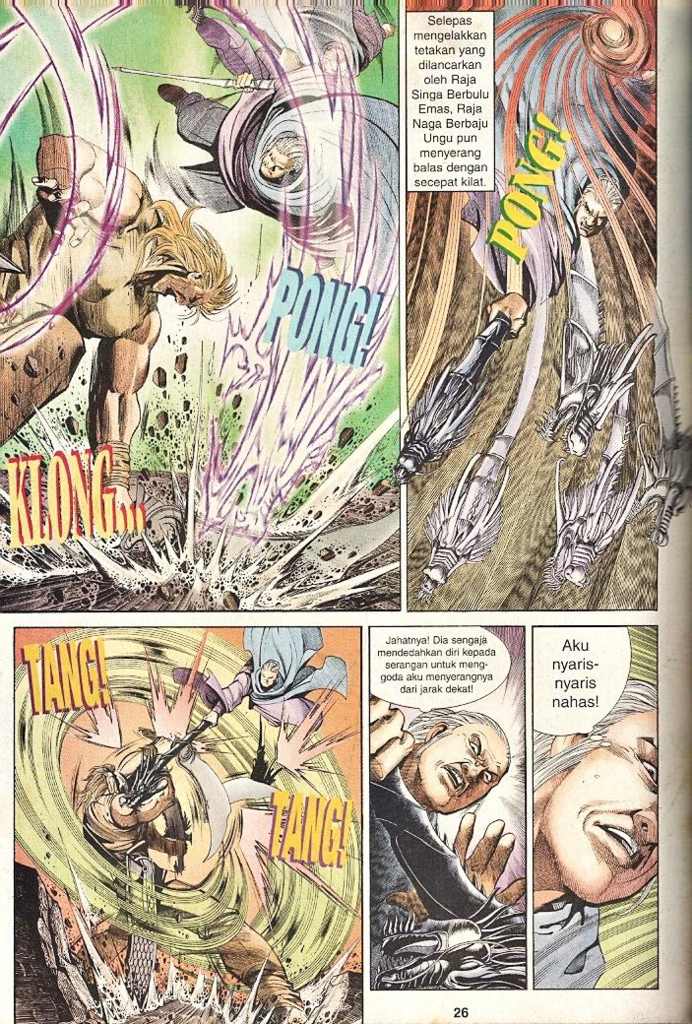 PONG!
KLONG...
Selepas
mengelakkan
tetakan yang
dilancarkan
oleh Raja
Singa Berbulu
Emas, Raja
Naga Berbaju
Ungu pun
menyerang
balas dengan
secepat kilat.
PONG!
TANG!
TANG!
Jahatnya! Dia sengaja
mendedahkan diri kepada
serangan untuk meng-
goda aku menyerangnya
dari jarak dekat!
Aku
nyaris-
nyaris
nahas!
26